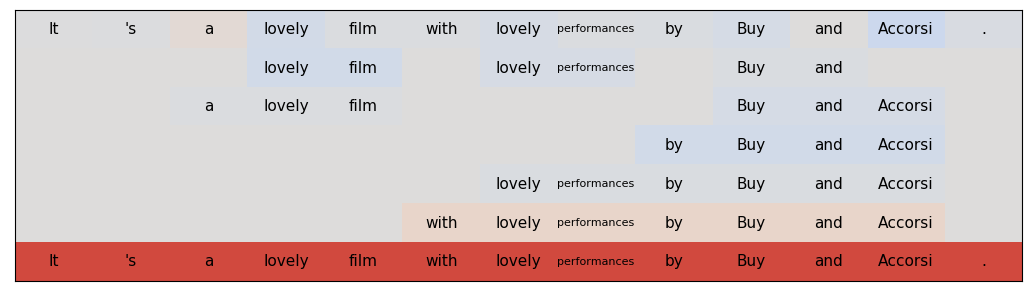 It 's a lovely film with lovely performances by Buy and Accorsi .
lovely film lovely performances Buy and
a lovely film Buy and Accorsi
by Buy and Accorsi
lovely performances by Buy and Accorsi
with lovely performances by Buy and Accorsi
It 's a lovely film with lovely performances by Buy and Accorsi .